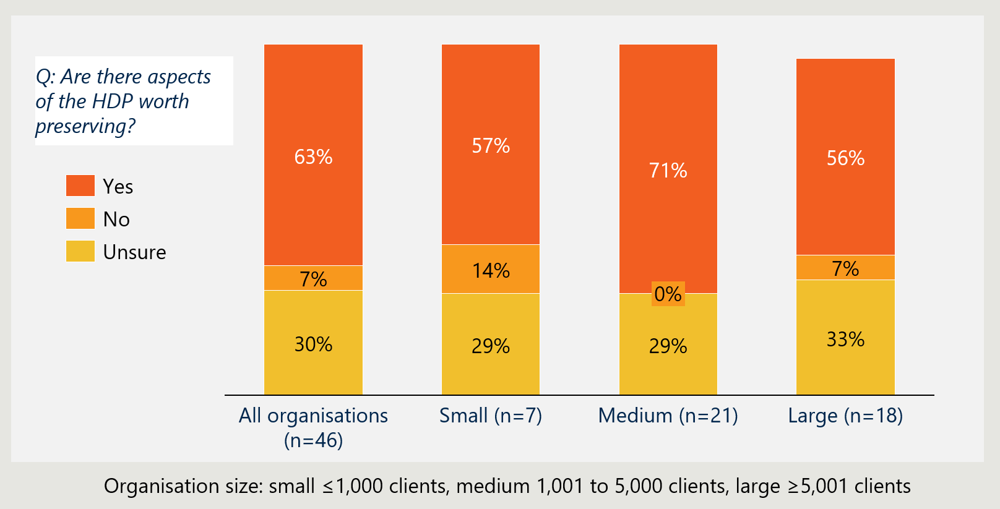 Q: Are there aspects
of the HDP worth
preserving?
Yes
No
Unsure
63%
7%
30%
57%
14%
29%
71%
0%
29%
56%
7%
33%
All organisations
(n=46)
Small (n=7)
Medium (n=21)
Large (n=18)
Organisation size: small ≤1,000 clients, medium 1,001 to 5,000 clients, large ≥5,001 clients